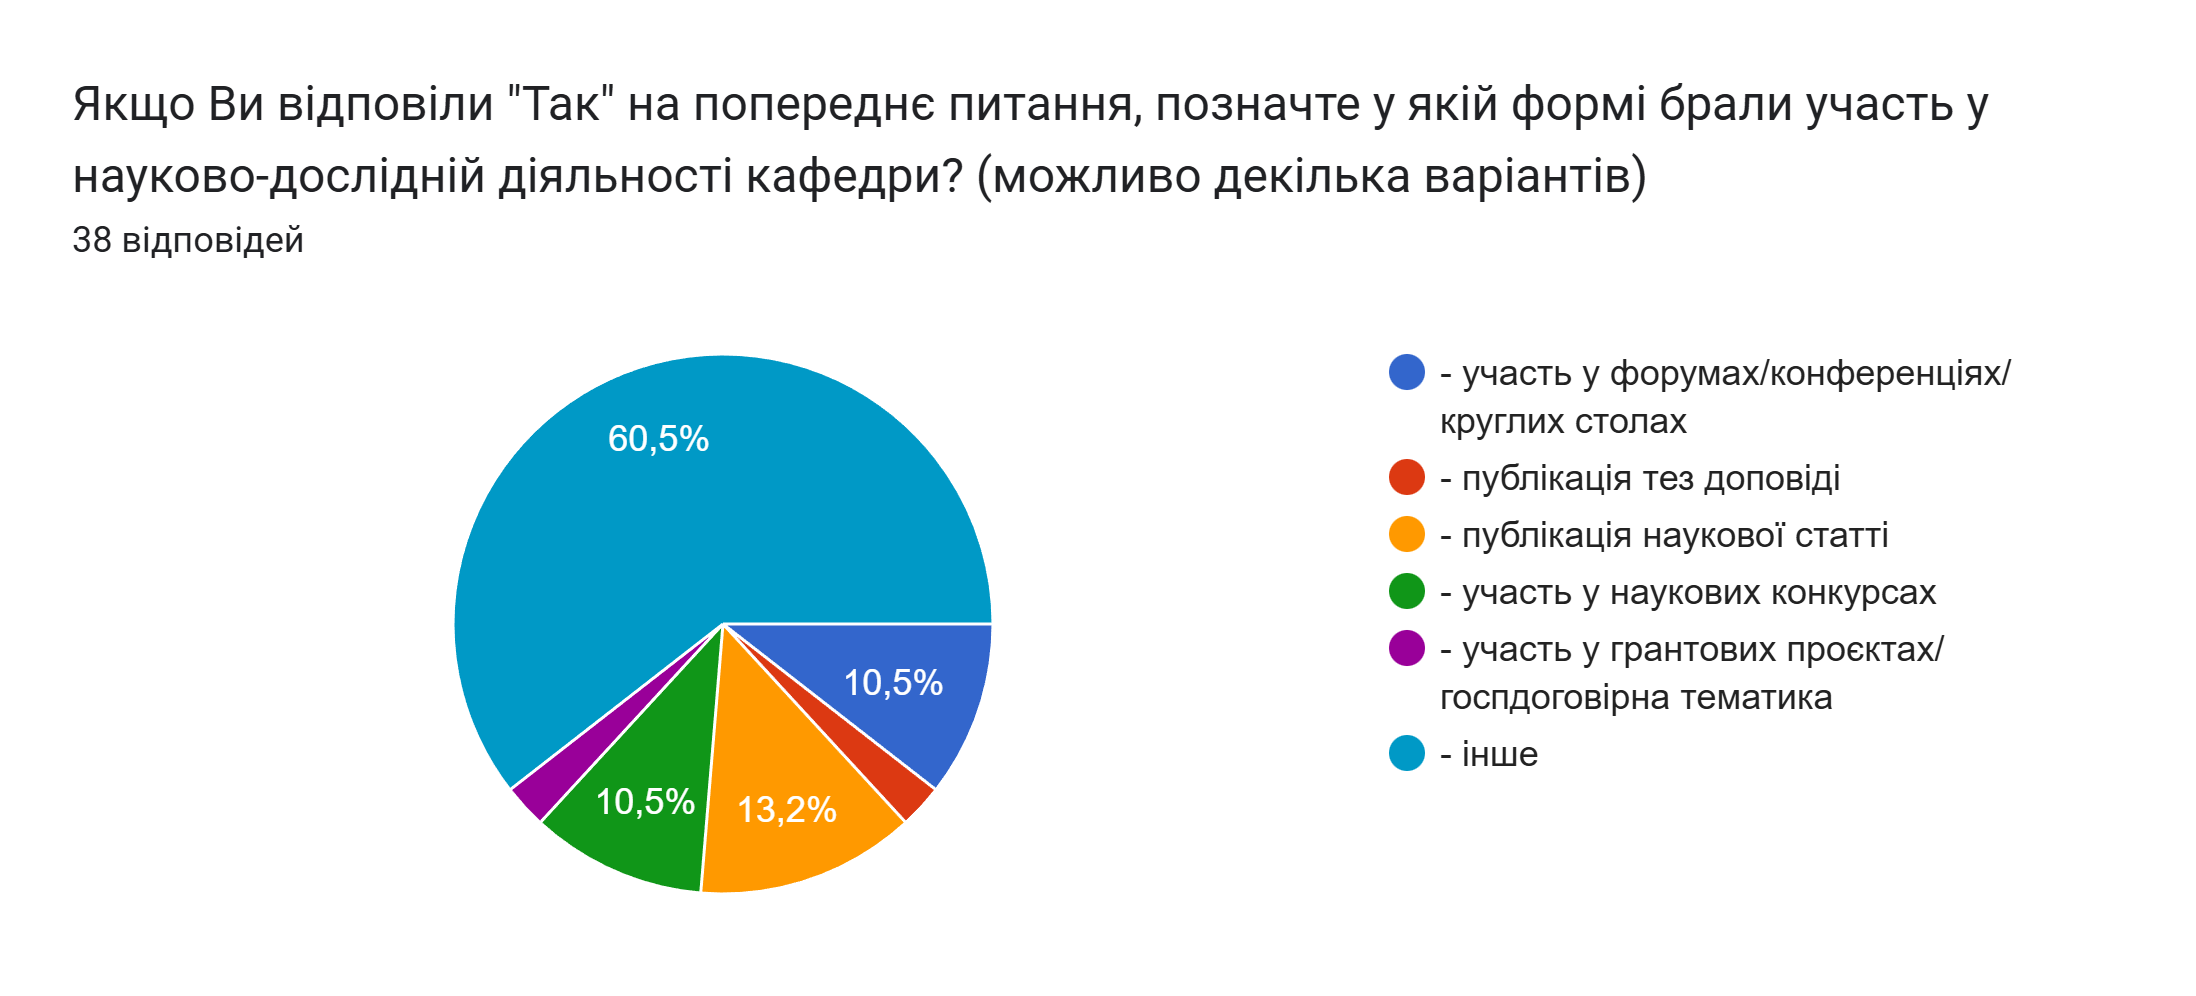 Якщо Ви відповіли "Так" на попереднє питання, позначте у якій формі брали участь у
науково-дослідній діяльності кафедри? (можливо декілька варіантів)
38 відповідей
60,5%
10,5%
10,5%
13,2%
- участь у форумах/конференціях/
круглих столах
- публікація тез доповіді
- публікація наукової статті
- участь у наукових конкурсах
- участь у грантових проєктах/
госпдоговірна тематика
- інше